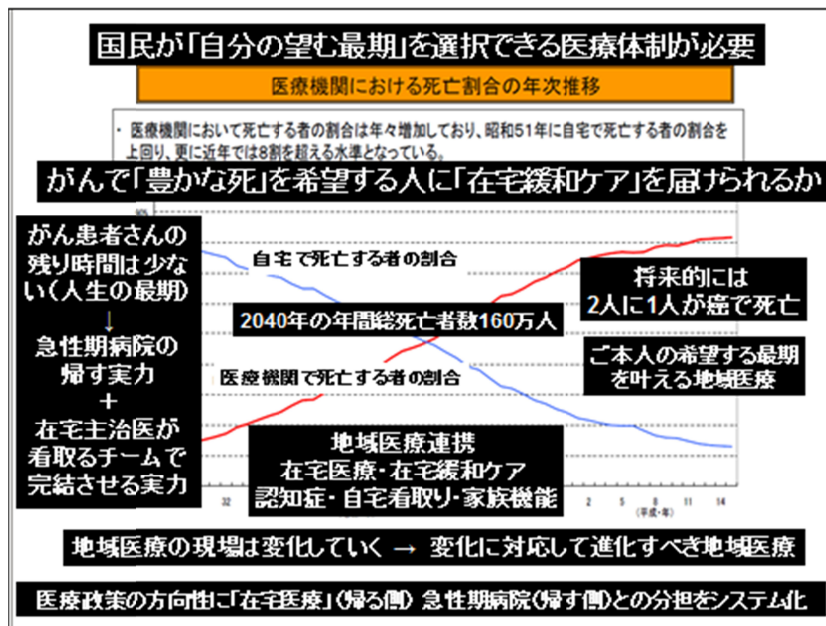 国民が「自分の望む最期」を選択できる医療体制が必要
医療機関における死亡割合の年次推移
・ 医療機関において死亡する者の割合は年々増加しており、昭和51年に自宅で死亡する者の割合を
上回り、更に近年では8割を超える水準となっている。
がんで「豊かな死」を希望する人に「在宅緩和ケア」を届けられるか
がん患者さんの
残り時間は少な
い(人生の最期)
↓
急性期病院の
帰す実力
+
在宅主治医が
看取るチームで
完結させる実力
自宅で死亡する者の割合
2040年の年間総死亡者数160万人
医療機関で死亡する者の割合
将来的には
2人に1人が癌で死亡
ご本人の希望する最期
を叶える地域医療
地域医療連携
在宅医療・在宅緩和ケア
認知症・自宅看取り・家族機能
32 2 5 8 11 14
(平成・年)
地域医療の現場は変化していく → 変化に対応して進化すべき地域医療
医療政策の方向性に「在宅医療」(帰る側) 急性期病院(帰す側)との分担をシステム化